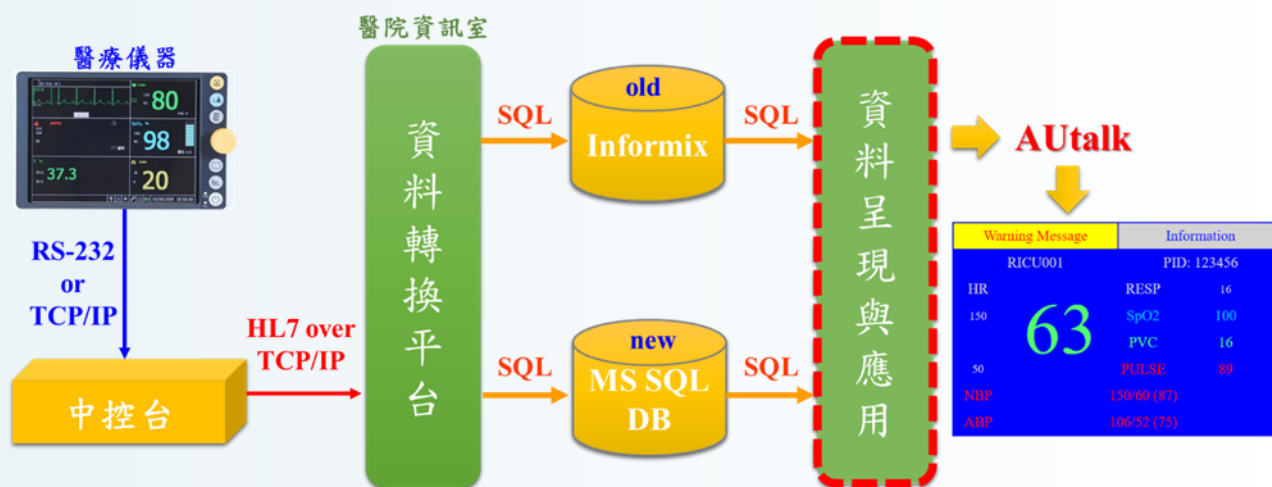 醫院資訊室
醫療儀器
80
98
37.3
20
RS-232
or
TCP/IP
中控台
HL7 over
TCP/IP
資料轉換平台
SQL
old
Informix
SQL
SQL
new
MS SQL
DB
SQL
資料呈現與應用
AUtalk
Warning Message
Information
RICU001
PID: 123456
HR
RESP
16
150
63
SpO2
100
PVC
16
50
PULSE
89
NBP
150/60 (87)
ABP
106/52 (75)